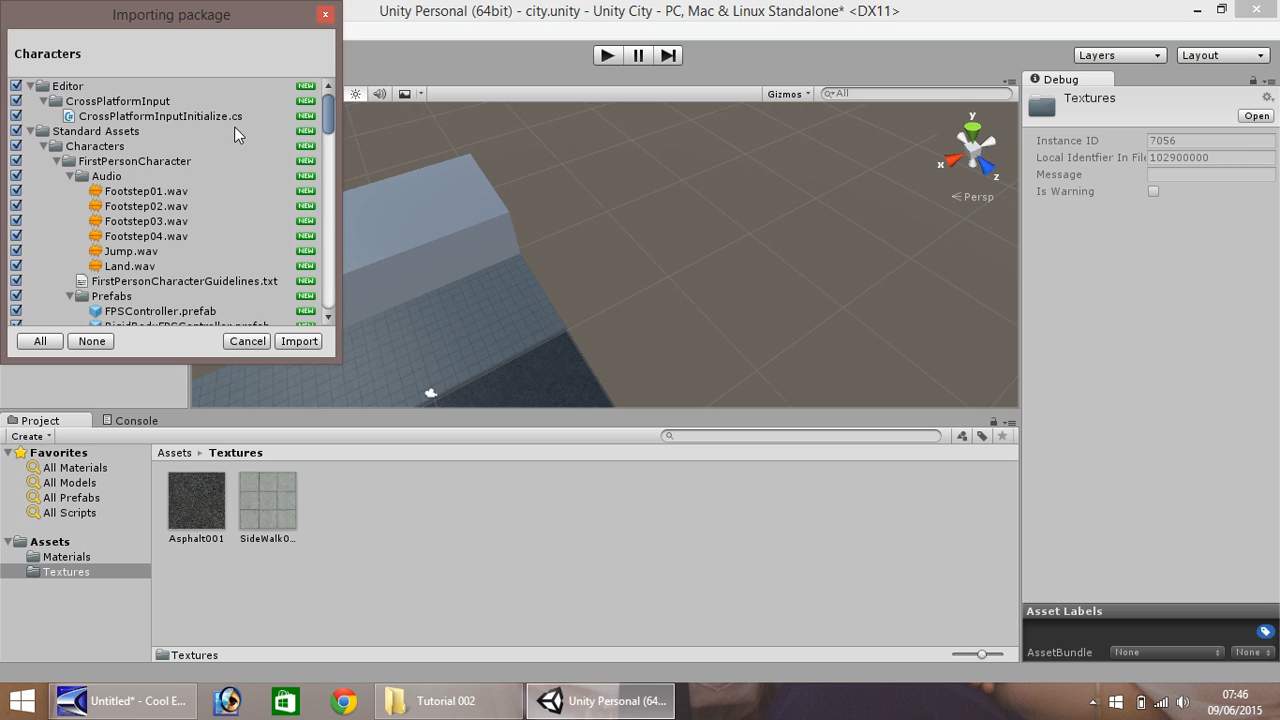 Importing package x
Unity Personal (64bit) - city.unity - Unity City - PC, Mac & Linux Standalone* <DX11>
Characters
Layers Layout
Editor NEW
CrossPlatformInput NEW
CrossPlatformInputInitialize.cs NEW
Standard Assets NEW
Characters NEW
FirstPersonCharacter NEW
Audio NEW
Footstep01.wav NEW
Footstep02.wav NEW
Footstep03.wav NEW
Footstep04.wav NEW
Jump.wav NEW
Land.wav NEW
FirstPersonCharacterGuidelines.txt NEW
Prefabs NEW
FPSController.prefab NEW
RigidBodyFPSController.prefab NEW
All None Cancel Import
Gizmos All
y
x
z
Persp
Debug
Textures
Open
Instance ID 7056
Local Identfier In File 102900000
Message
Is Warning
Project Console
Create
Favorites
All Materials
All Models
All Prefabs
All Scripts
Assets
Materials
Textures
Assets Textures
Asphalt001 SideWalk0...
Textures
Asset Labels
AssetBundle None None
Untitled* - Cool E... Tutorial 002 Unity Personal (64...
07:46
09/06/2015